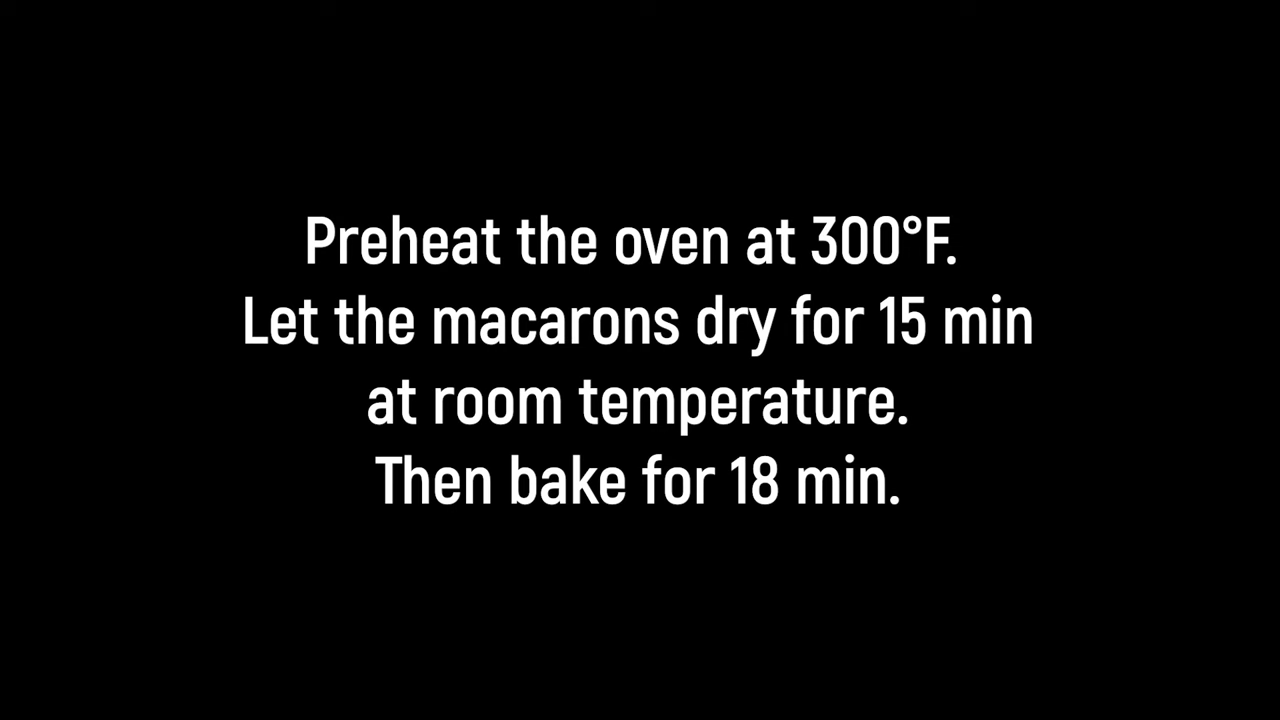 Preheat the oven at 300°F.
Let the macarons dry for 15 min
at room temperature.
Then bake for 18 min.